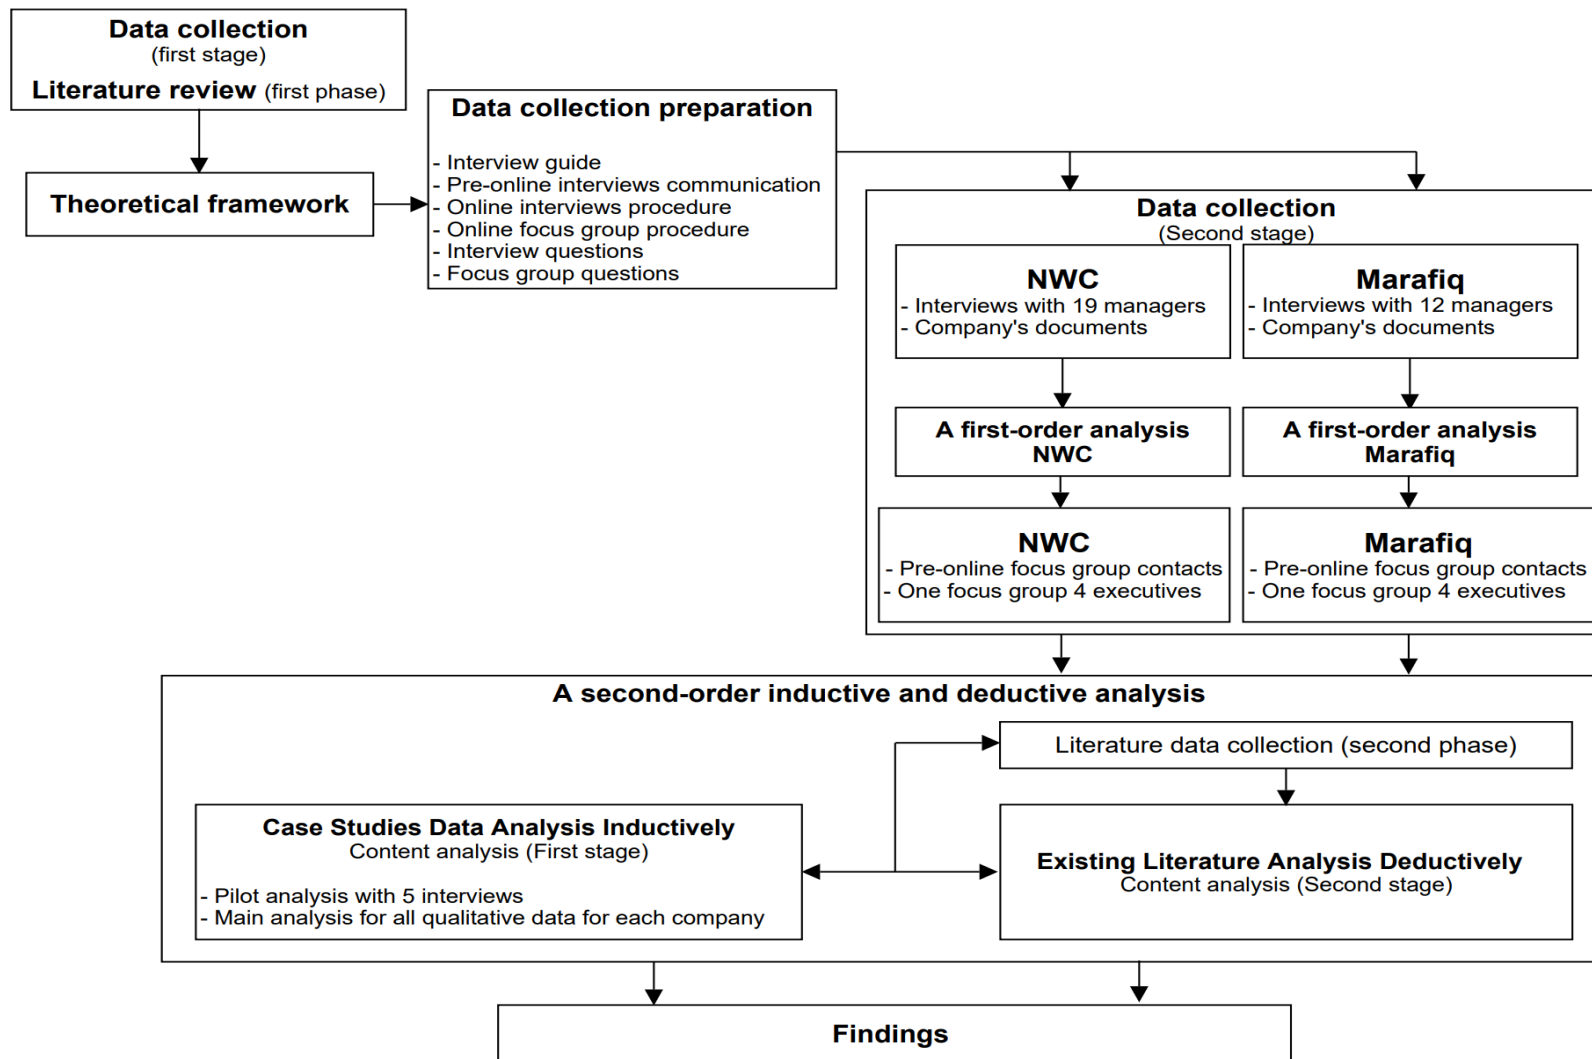 Data collection
(first stage)
Literature review (first phase)
Theoretical framework
Data collection preparation
- Interview guide
- Pre-online interviews communication
- Online interviews procedure
- Online focus group procedure
- Interview questions
- Focus group questions
Data collection
(Second stage)
NWC
- Interviews with 19 managers
- Company's documents
Marafiq
- Interviews with 12 managers
- Company's documents
A first-order analysis
NWC
A first-order analysis
Marafiq
NWC
- Pre-online focus group contacts
- One focus group 4 executives
Marafiq
- Pre-online focus group contacts
- One focus group 4 executives
A second-order inductive and deductive analysis
Literature data collection (second phase)
Case Studies Data Analysis Inductively
Content analysis (First stage)
- Pilot analysis with 5 interviews
- Main analysis for all qualitative data for each company
Existing Literature Analysis Deductively
Content analysis (Second stage)
Findings